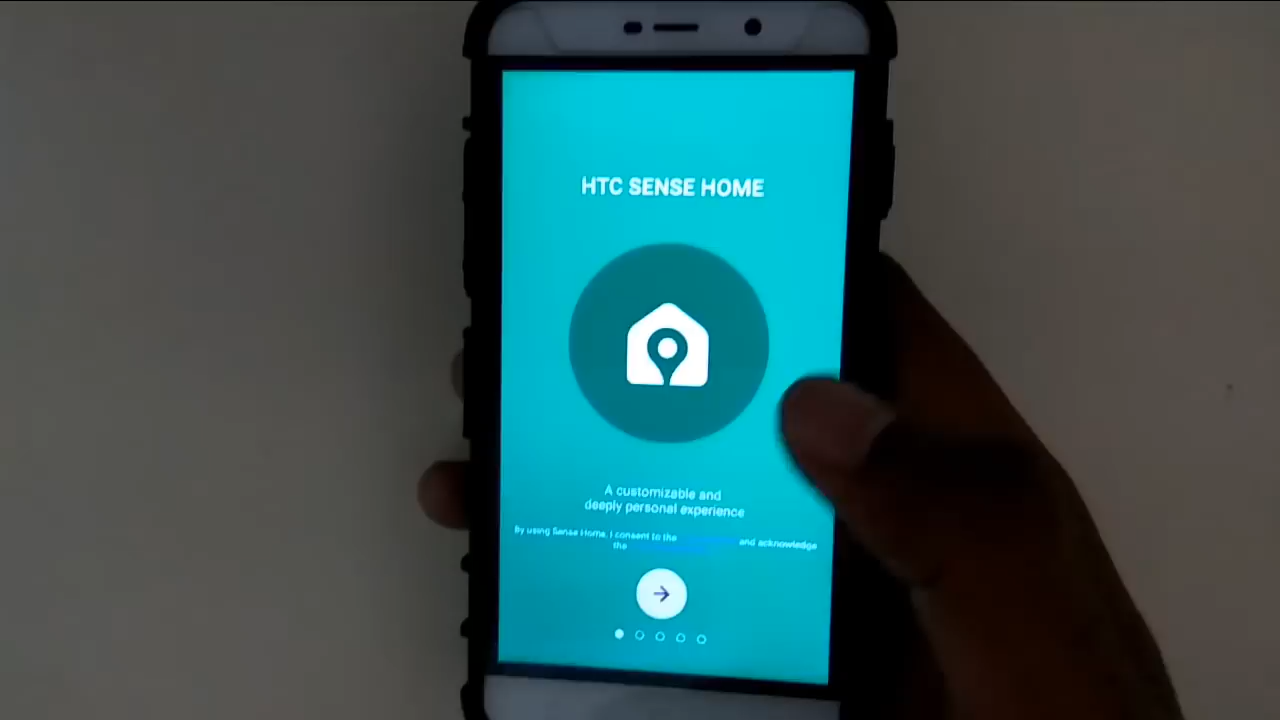 HTC SENSE HOME
A customizable and
deeply personal experience
By using Sense Home, I consent to the and acknowledge
the